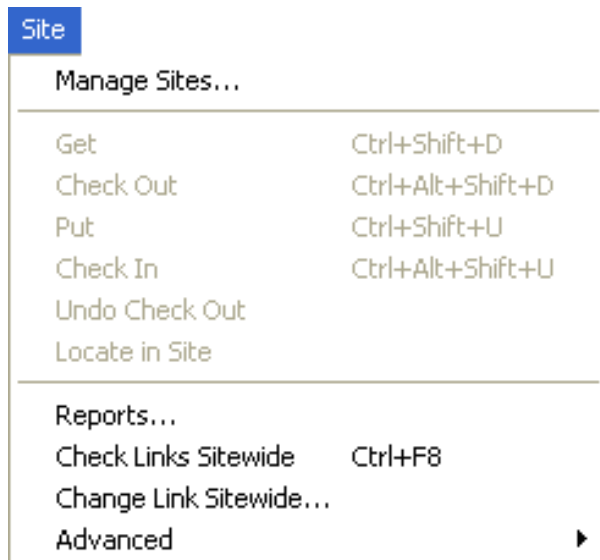 Site
Manage Sites...
Get Ctrl+Shift+D
Check Out Ctrl+Alt+Shift+D
Put Ctrl+Shift+U
Check In Ctrl+Alt+Shift+U
Undo Check Out
Locate in Site
Reports...
Check Links Sitewide Ctrl+F8
Change Link Sitewide...
Advanced